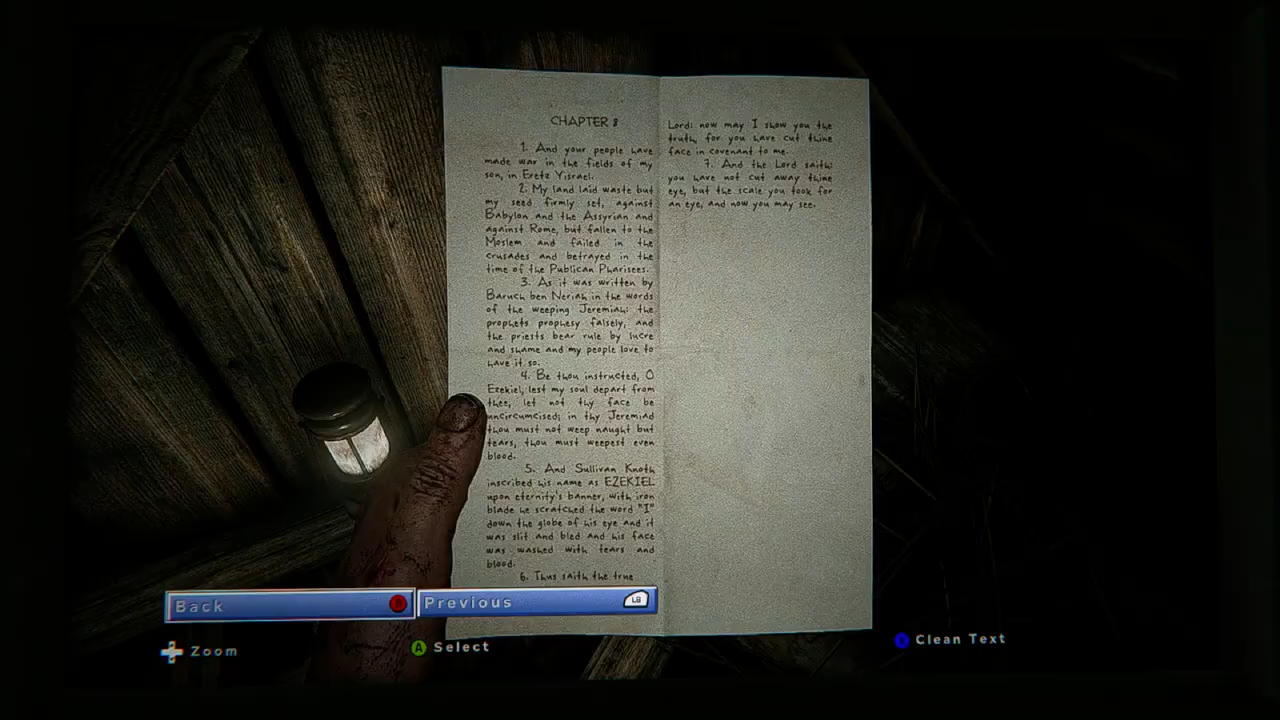 CHAPTER 8
1. And your people have
made war in the fields of my
son, in Eretz Yisrael.
2. My land laid waste but
my seed firmly set, against
Babylon and the Assyrian and
against Rome, but fallen to the
Moslem and failed in the
crusades and betrayed in the
time of the Publican Pharisees.
3. As it was written by
Baruch ben Neriah in the words
of the weeping Jeremiah: the
prophets prophesy falsely, and
the priests bear rule by lucre
and shame and my people love to
have it so.
4. Be thou instructed, O
Ezekiel, lest my soul depart from
thee, let not thy face be
uncircumcised; in thy Jeremiad
thou must not weep naught but
tears, thou must weepest even
blood.
5. And Sullivan Knoth
inscribed his name as EZEKIEL
upon eternity's banner, with iron
blade he scratched the word "I"
down the globe of his eye and it
was slit and bled and his face
was washed with tears and
blood.
6. Thus saith the true
Lord: now may I show you the
truth, for you have cut thine
face in covenant to me.
7. And the Lord saith:
you have not cut away thine
eye, but the scale you took for
an eye, and now you may see.
Back
Previous LB
Zoom
A Select
Clean Text